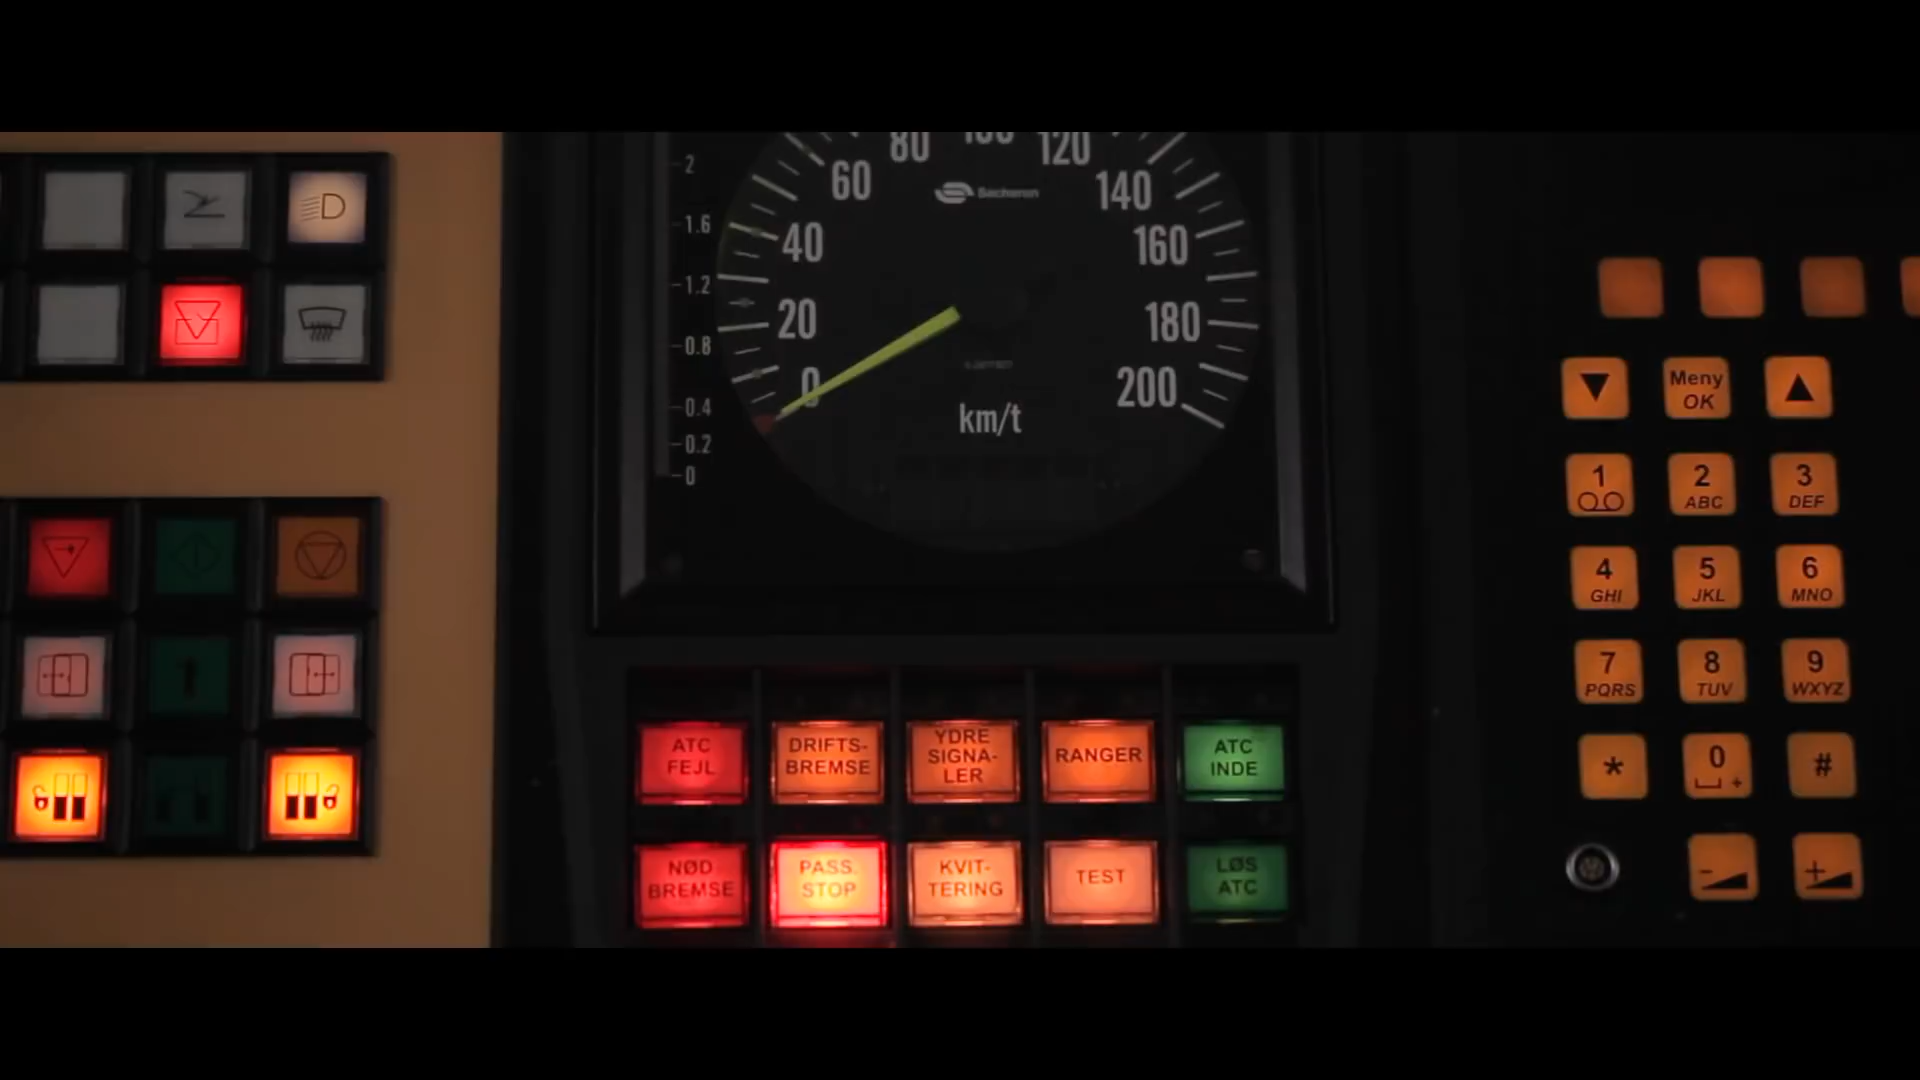 2
1.6
1.2
0.8
0.4
0.2
0
0
20
40
60
80
100
120
140
160
180
200
Sécheron
km/t
ATC
FEJL
DRIFTS-
BREMSE
YDRE
SIGNA-
LER
RANGER
ATC
INDE
NØD
BREMSE
PASS.
STOP
KVIT-
TERING
TEST
LØS
ATC
▼
Meny
OK
▲
1
2
ABC
3
DEF
4
GHI
5
JKL
6
MNO
7
PQRS
8
TUV
9
WXYZ
*
0
+
#
-
+